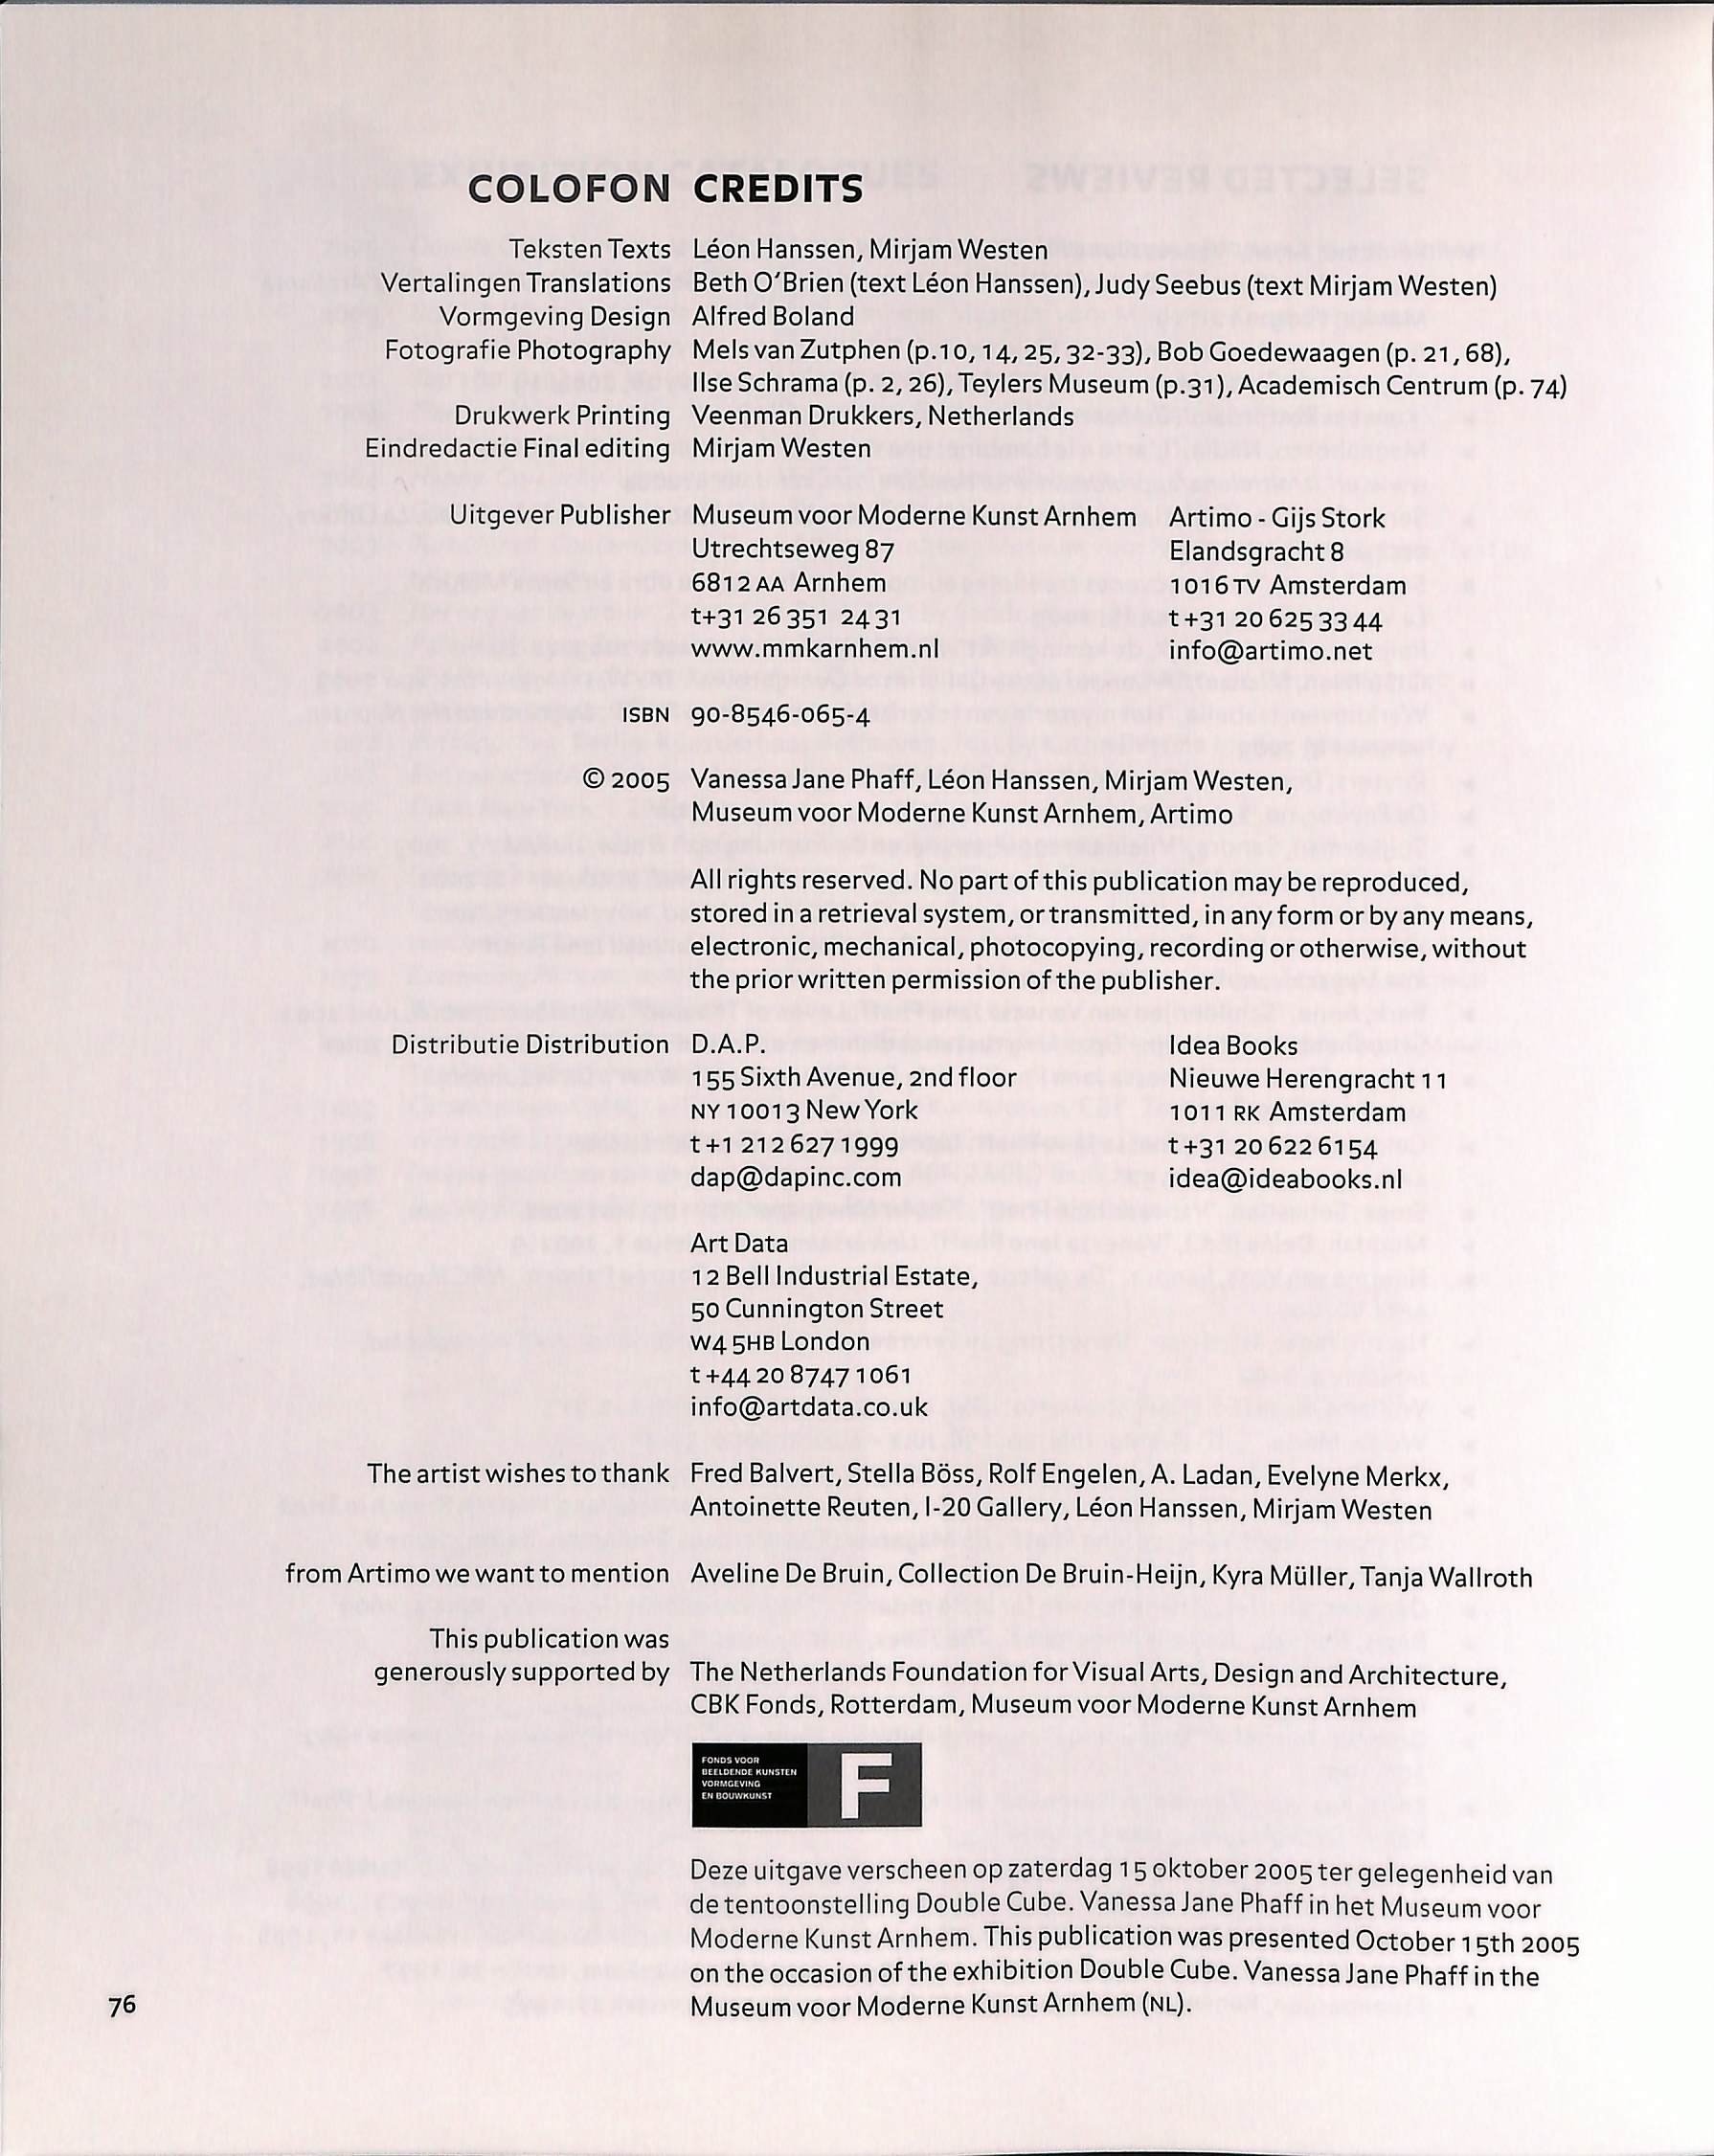 COLOFON CREDITS
Teksten Texts Léon Hanssen, Mirjam Westen
Vertalingen Translations Beth O'Brien (text Léon Hanssen), Judy Seebus (text Mirjam Westen)
Vormgeving Design Alfred Boland
Fotografie Photography Mels van Zutphen (p.10, 14, 25, 32-33), Bob Goedewaagen (p. 21, 68),
Ilse Schrama (p. 2, 26), Teylers Museum (p.31), Academisch Centrum (p. 74)
Drukwerk Printing Veenman Drukkers, Netherlands
Eindredactie Final editing Mirjam Westen
Uitgever Publisher Museum voor Moderne Kunst Arnhem
Utrechtseweg 87
6812 AA Arnhem
t+31 26 351 24 31
www.mmkarnhem.nl
Artimo - Gijs Stork
Elandsgracht 8
1016 TV Amsterdam
t +31 20 625 33 44
info@artimo.net
ISBN 90-8546-065-4
© 2005 Vanessa Jane Phaff, Léon Hanssen, Mirjam Westen,
Museum voor Moderne Kunst Arnhem, Artimo
All rights reserved. No part of this publication may be reproduced,
stored in a retrieval system, or transmitted, in any form or by any means,
electronic, mechanical, photocopying, recording or otherwise, without
the prior written permission of the publisher.
Distributie Distribution D.A.P.
155 Sixth Avenue, 2nd floor
NY 10013 New York
t +1 212 627 1999
dap@dapinc.com
Idea Books
Nieuwe Herengracht 11
1011 RK Amsterdam
t +31 20 622 6154
idea@ideabooks.nl
Art Data
12 Bell Industrial Estate,
50 Cunnington Street
W4 5HB London
t +44 20 8747 1061
info@artdata.co.uk
The artist wishes to thank Fred Balvert, Stella Böss, Rolf Engelen, A. Ladan, Evelyne Merkx,
Antoinette Reuten, I-20 Gallery, Léon Hanssen, Mirjam Westen
from Artimo we want to mention Aveline De Bruin, Collection De Bruin-Heijn, Kyra Müller, Tanja Wallroth
This publication was
generously supported by The Netherlands Foundation for Visual Arts, Design and Architecture,
CBK Fonds, Rotterdam, Museum voor Moderne Kunst Arnhem
FONDS VOOR
BEELDENDE KUNSTEN
VORMGEVING
EN BOUWKUNST
F
Deze uitgave verscheen op zaterdag 15 oktober 2005 ter gelegenheid van
de tentoonstelling Double Cube. Vanessa Jane Phaff in het Museum voor
Moderne Kunst Arnhem. This publication was presented October 15th 2005
on the occasion of the exhibition Double Cube. Vanessa Jane Phaff in the
Museum voor Moderne Kunst Arnhem (NL).
76